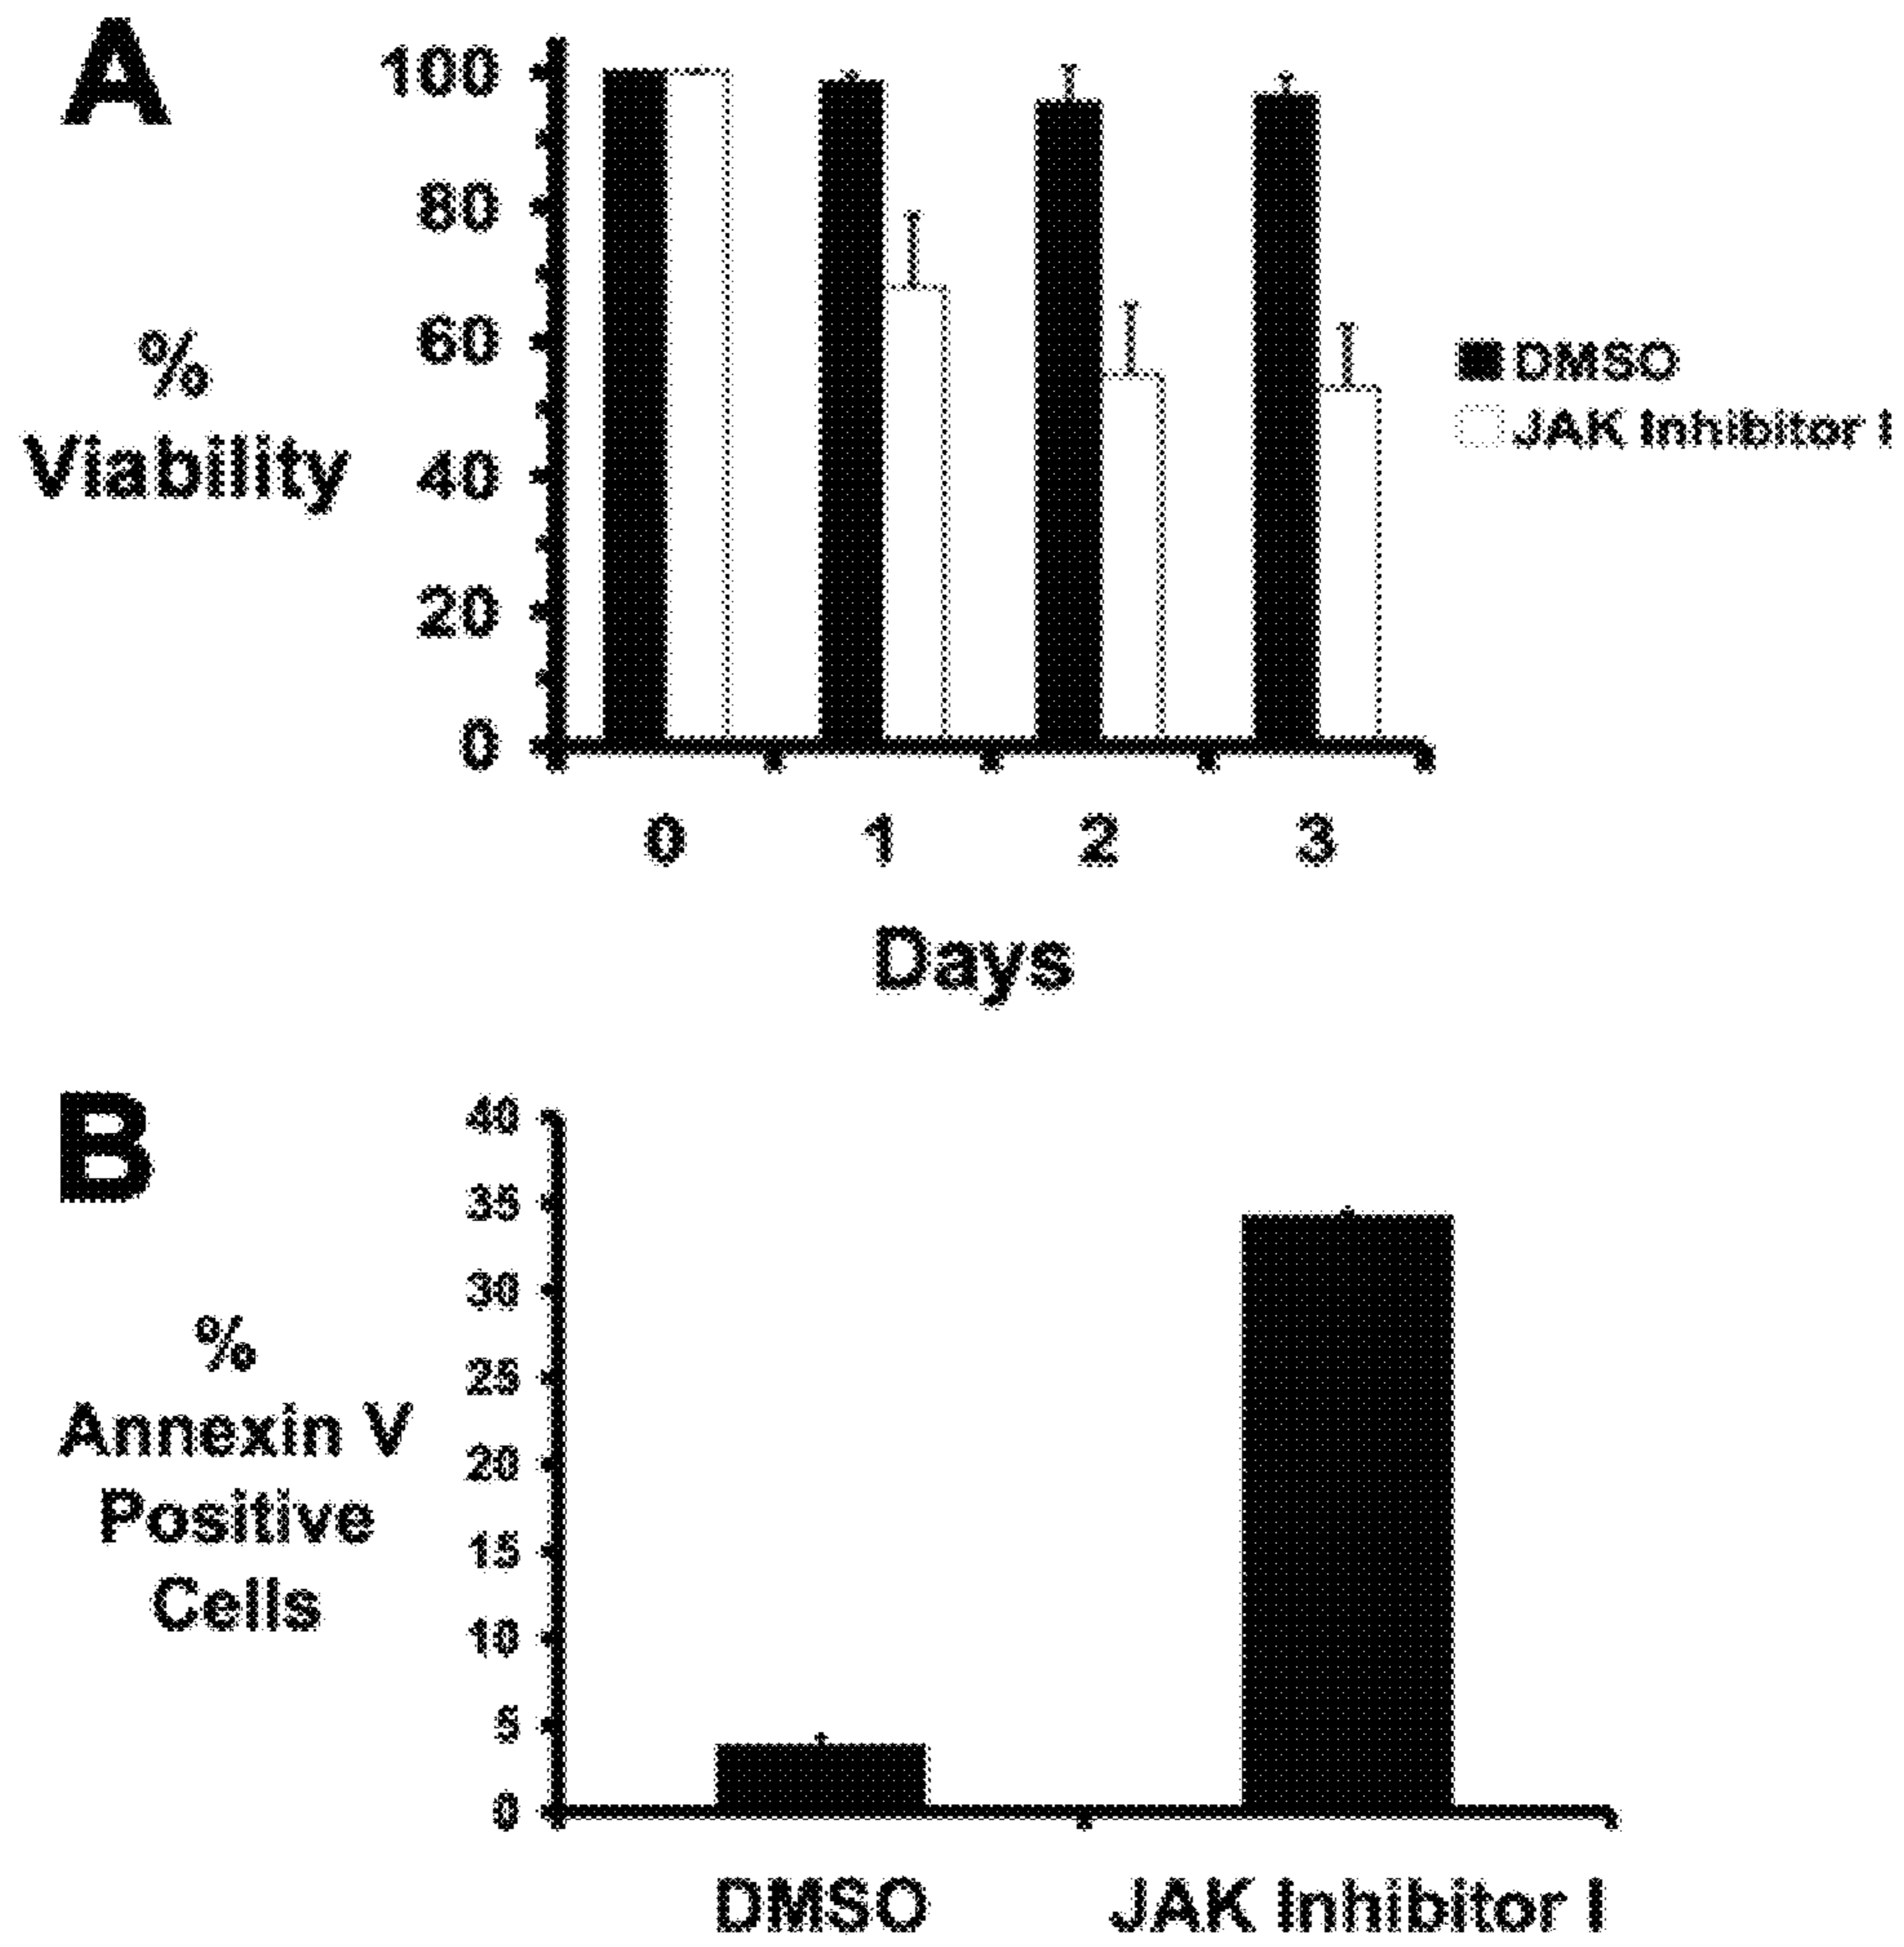 A
100
80
60
40
20
0
%
Viability
DMSO
JAK Inhibitor I
0 1 2 3
Days
B
40
35
30
25
20
15
10
5
0
%
Annexin V
Positive
Cells
DMSO JAK Inhibitor I